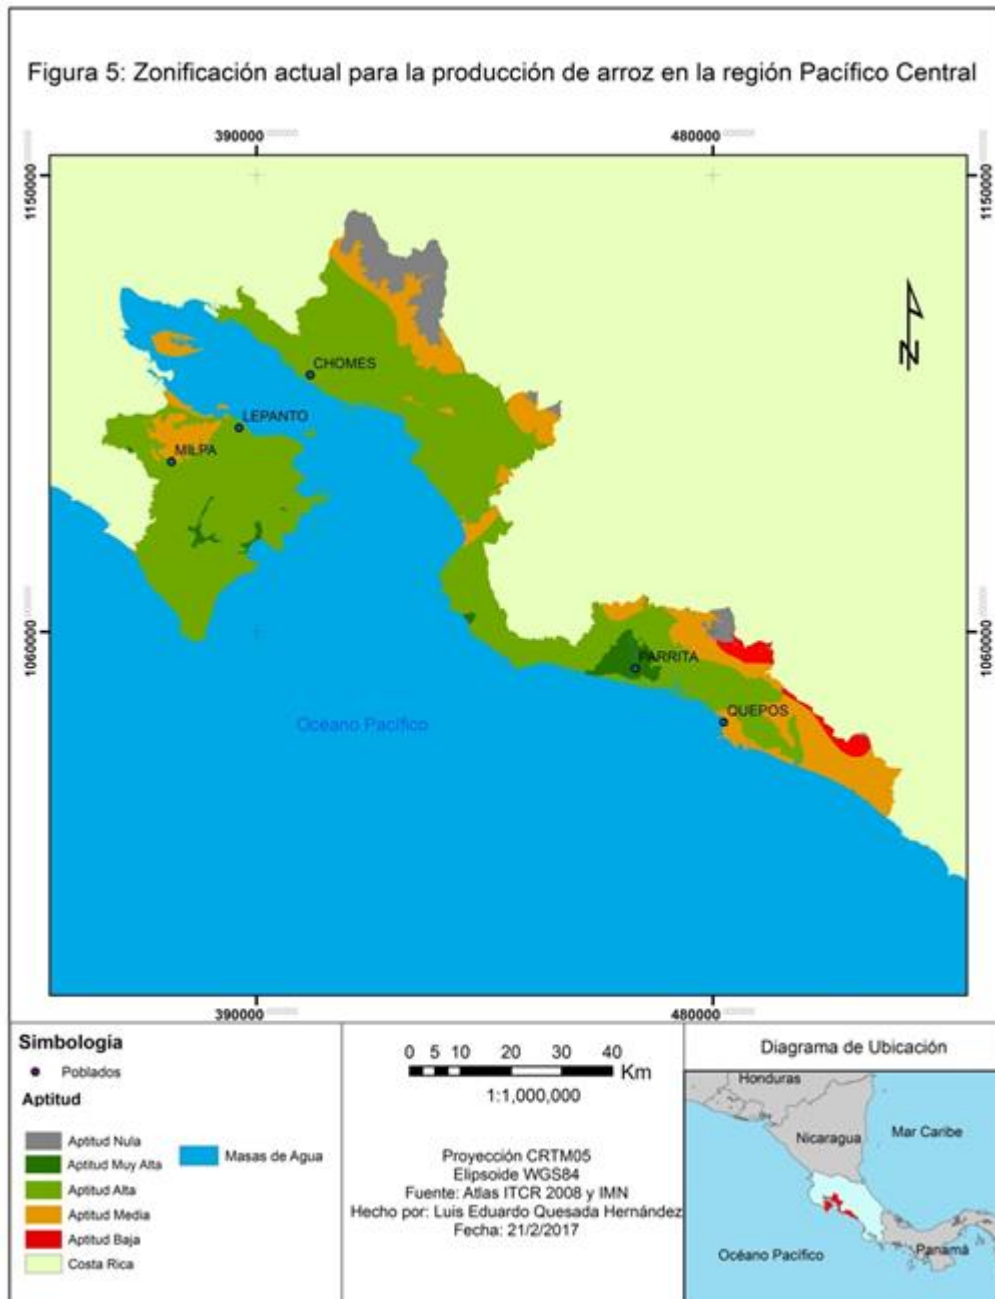 Figura 5: Zonificación actual para la producción de arroz en la región Pacífico Central
390000
480000
1150000
1150000
CHOMES
LEPANTO
MILPA
N
1060000
1060000
PARRITA
QUEPOS
Océano Pacífico
390000
480000
Simbología
Poblados
Aptitud
Aptitud Nula
Aptitud Muy Alta
Aptitud Alta
Aptitud Media
Aptitud Baja
Costa Rica
Masas de Agua
0 5 10 20 30 40
Km
1:1,000,000
Proyección CRTM05
Elipsoide WGS84
Fuente: Atlas ITCR 2008 y IMN
Hecho por: Luis Eduardo Quesada Hernández
Fecha: 21/2/2017
Diagrama de Ubicación
Honduras
Nicaragua
Mar Caribe
Océano Pacífico
Panamá